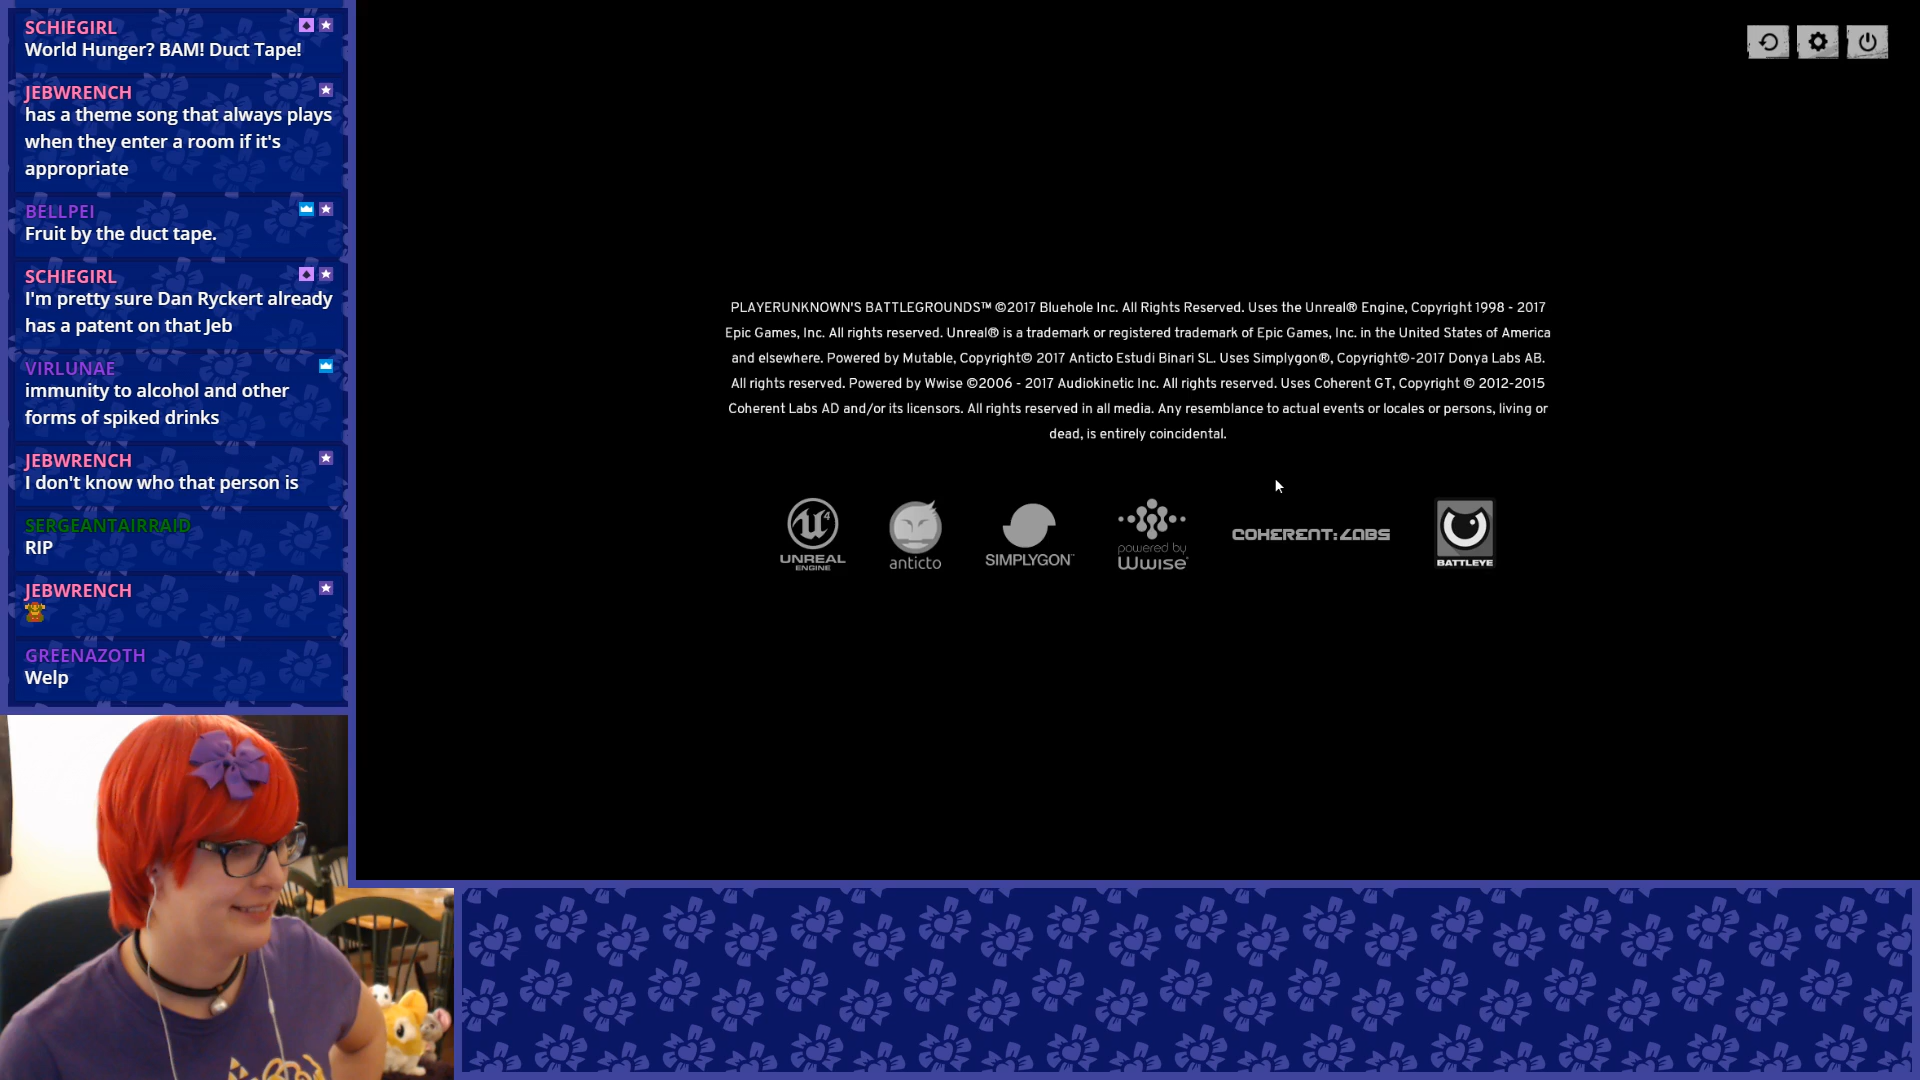 SCHIEGIRL
World Hunger? BAM! Duct Tape!
JEBWRENCH
has a theme song that always plays
when they enter a room if it's
appropriate
BELLPEI
Fruit by the duct tape.
SCHIEGIRL
I'm pretty sure Dan Ryckert already
has a patent on that Jeb
VIRLUNAE
immunity to alcohol and other
forms of spiked drinks
JEBWRENCH
I don't know who that person is
SERGEANTAIRRAID
RIP
JEBWRENCH
GREENAZOTH
Welp
PLAYERUNKNOWN'S BATTLEGROUNDS™ ©2017 Bluehole Inc. All Rights Reserved. Uses the Unreal® Engine, Copyright 1998 - 2017
Epic Games, Inc. All rights reserved. Unreal® is a trademark or registered trademark of Epic Games, Inc. in the United States of America
and elsewhere. Powered by Mutable, Copyright© 2017 Anticto Estudi Binari SL. Uses Simplygon®, Copyright©-2017 Donya Labs AB.
All rights reserved. Powered by Wwise ©2006 - 2017 Audiokinetic Inc. All rights reserved. Uses Coherent GT, Copyright © 2012-2015
Coherent Labs AD and/or its licensors. All rights reserved in all media. Any resemblance to actual events or locales or persons, living or
dead, is entirely coincidental.
UNREAL
ENGINE
anticto
SIMPLYGON™
powered by
Wwise®
COHERENT:LABS
BATTLEYE